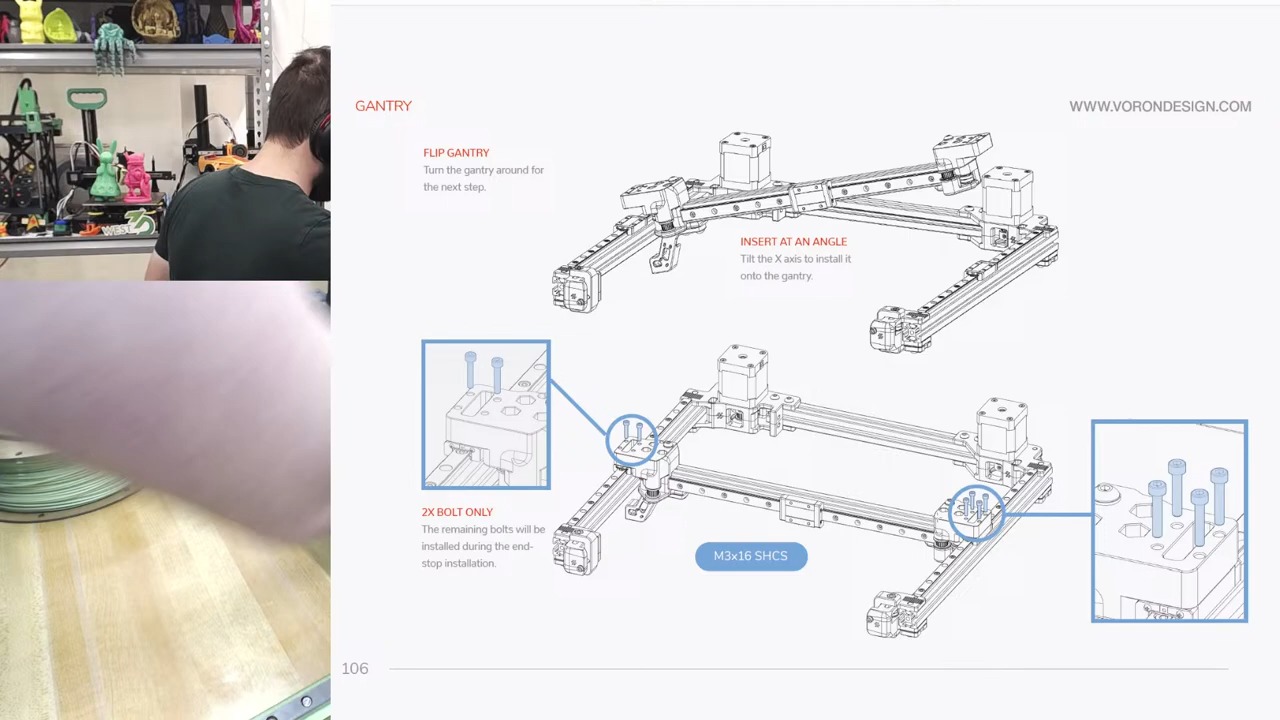 GANTRY
WWW.VORONDESIGN.COM
FLIP GANTRY
Turn the gantry around for
the next step.
INSERT AT AN ANGLE
Tilt the X axis to install it
onto the gantry.
2X BOLT ONLY
The remaining bolts will be
installed during the end-
stop installation.
M3x16 SHCS
106
WEST